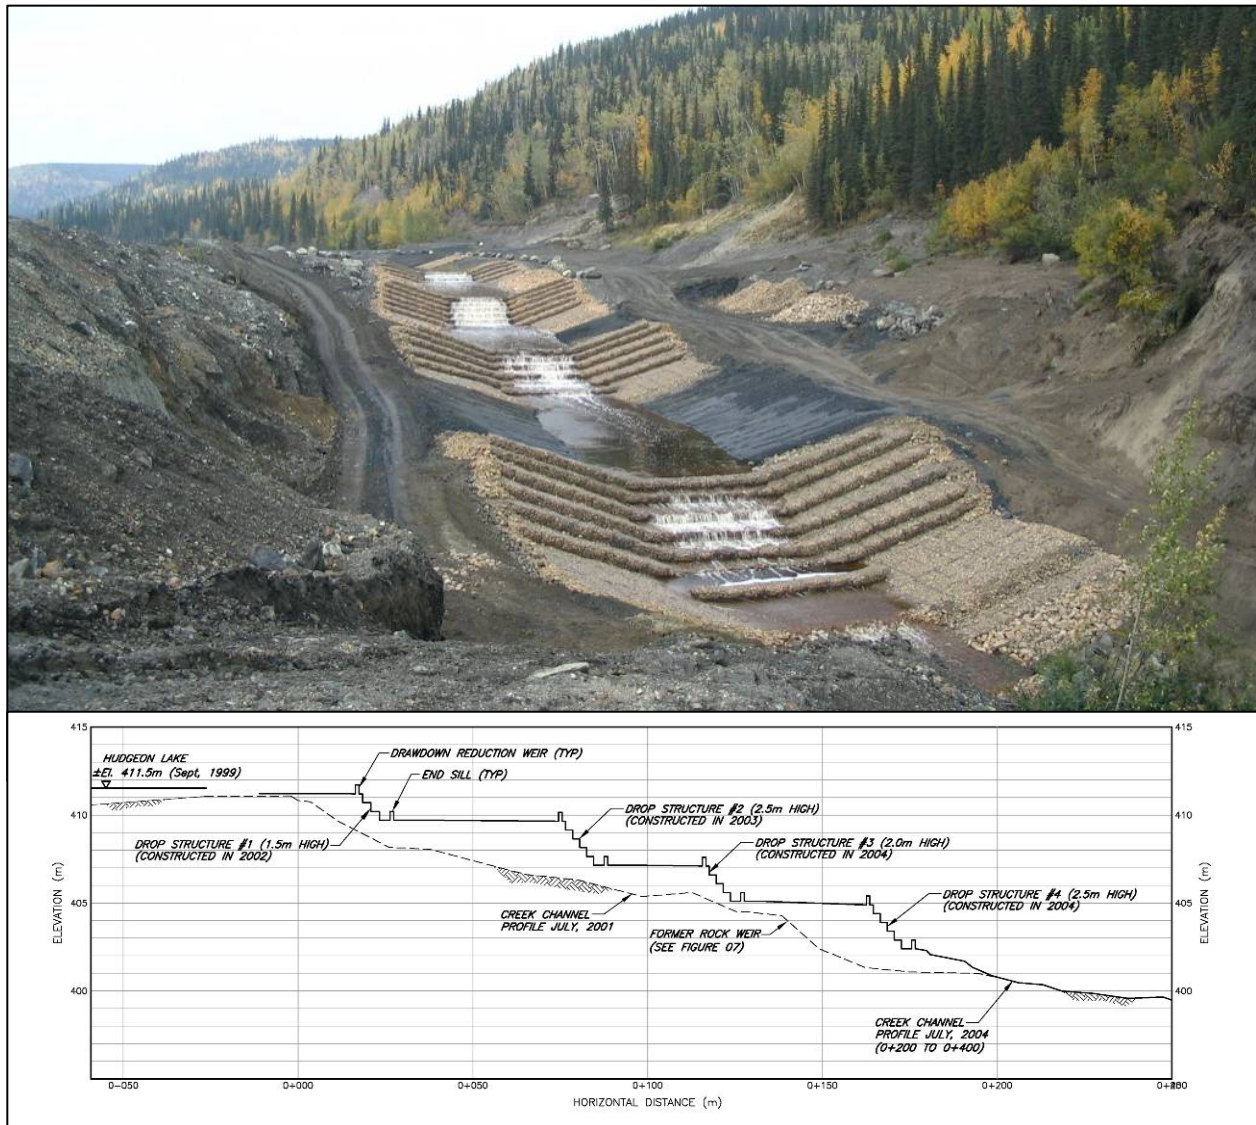 415
415
HUDGEON LAKE
±El. 411.5m (Sept, 1999)
DRAWDOWN REDUCTION WEIR (TYP)
END SILL (TYP)
410
410
DROP STRUCTURE #1 (1.5m HIGH)
(CONSTRUCTED IN 2002)
DROP STRUCTURE #2 (2.5m HIGH)
(CONSTRUCTED IN 2003)
DROP STRUCTURE #3 (2.0m HIGH)
(CONSTRUCTED IN 2004)
DROP STRUCTURE #4 (2.5m HIGH)
(CONSTRUCTED IN 2004)
ELEVATION (m)
ELEVATION (m)
405
405
CREEK CHANNEL
PROFILE JULY, 2001
FORMER ROCK WEIR
(SEE FIGURE 07)
400
400
CREEK CHANNEL
PROFILE JULY, 2004
(0+200 TO 0+400)
0-050
0+000
0+050
0+100
0+150
0+200
HORIZONTAL DISTANCE (m)